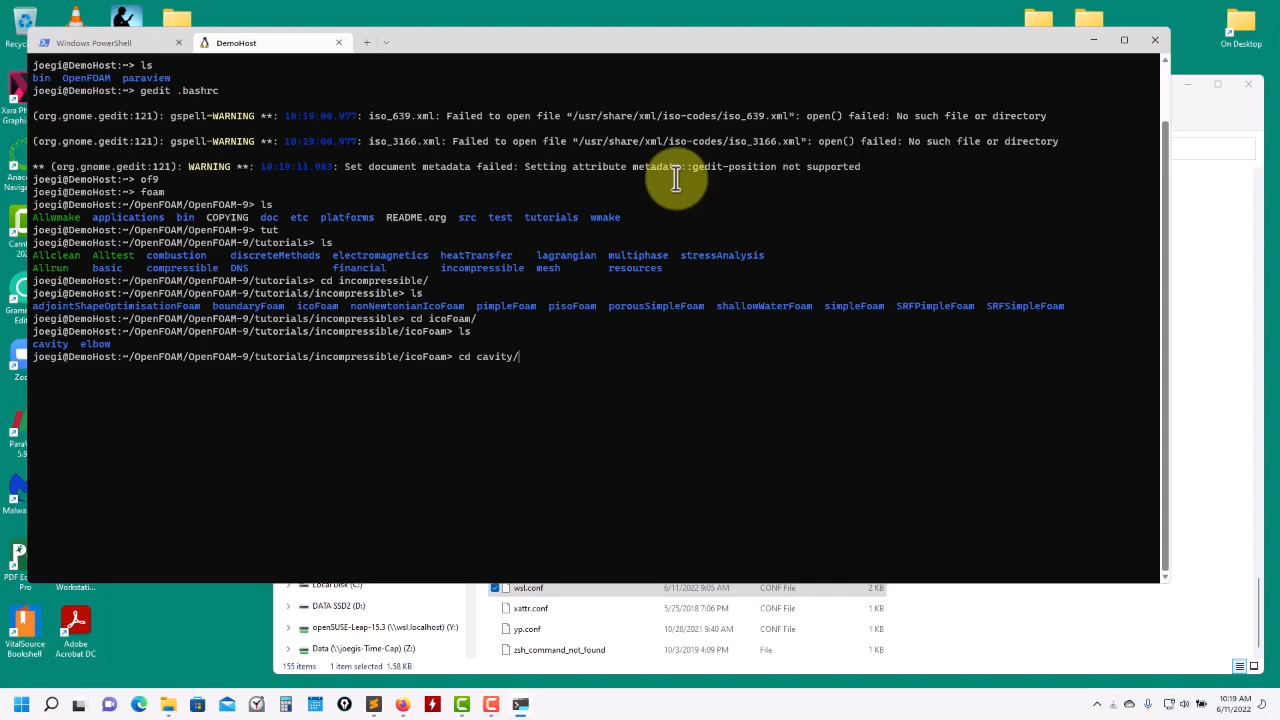 Windows PowerShell
DemoHost
joegi@DemoHost:~> ls
bin  OpenFOAM  paraview
joegi@DemoHost:~> gedit .bashrc
(org.gnome.gedit:121): gspell-WARNING **: 10:19:00.977: iso_639.xml: Failed to open file “/usr/share/xml/iso-codes/iso_639.xml”: open() failed: No such file or directory
(org.gnome.gedit:121): gspell-WARNING **: 10:19:00.977: iso_3166.xml: Failed to open file “/usr/share/xml/iso-codes/iso_3166.xml”: open() failed: No such file or directory
** (org.gnome.gedit:121): WARNING **: 10:19:11.983: Set document metadata failed: Setting attribute metadata::gedit-position not supported
joegi@DemoHost:~> of9
joegi@DemoHost:~> foam
joegi@DemoHost:~/OpenFOAM/OpenFOAM-9> ls
Allwmake  applications  bin  COPYING  doc  etc  platforms  README.org  src  test  tutorials  wmake
joegi@DemoHost:~/OpenFOAM/OpenFOAM-9> tut
joegi@DemoHost:~/OpenFOAM/OpenFOAM-9/tutorials> ls
Allclean  Alltest  combustion  discreteMethods  electromagnetics  heatTransfer  lagrangian  multiphase  stressAnalysis
Allrun  basic  compressible  DNS  financial  incompressible  mesh  resources
joegi@DemoHost:~/OpenFOAM/OpenFOAM-9/tutorials> cd incompressible/
joegi@DemoHost:~/OpenFOAM/OpenFOAM-9/tutorials/incompressible> ls
adjointShapeOptimisationFoam  boundaryFoam  icoFoam  nonNewtonianIcoFoam  pimpleFoam  pisoFoam  porousSimpleFoam  shallowWaterFoam  simpleFoam  SRFPimpleFoam  SRFSimpleFoam
joegi@DemoHost:~/OpenFOAM/OpenFOAM-9/tutorials/incompressible> cd icoFoam/
joegi@DemoHost:~/OpenFOAM/OpenFOAM-9/tutorials/incompressible/icoFoam> ls
cavity  elbow
joegi@DemoHost:~/OpenFOAM/OpenFOAM-9/tutorials/incompressible/icoFoam> cd cavity/
On Desktop
Local Disk (C:)
DATA SSD2 (D:)
openSUSE-Leap-15.3 (\\wsl.localhost) (Y:)
Data (\\joegis-Time-Cap) (Z:)
wsl.conf  6/11/2022 9:05 AM  CONF File  2 KB
xattr.conf  5/25/2018 7:06 PM  CONF File  1 KB
yp.conf  10/28/2021 9:40 AM  CONF File  1 KB
zsh_command_not_found  10/3/2019 4:09 PM  File  1 KB
155 items  1 item selected  1.58 KB
VitalSource
Bookshelf
Adobe
Acrobat DC
Workstati...
10:19 AM
6/11/2022